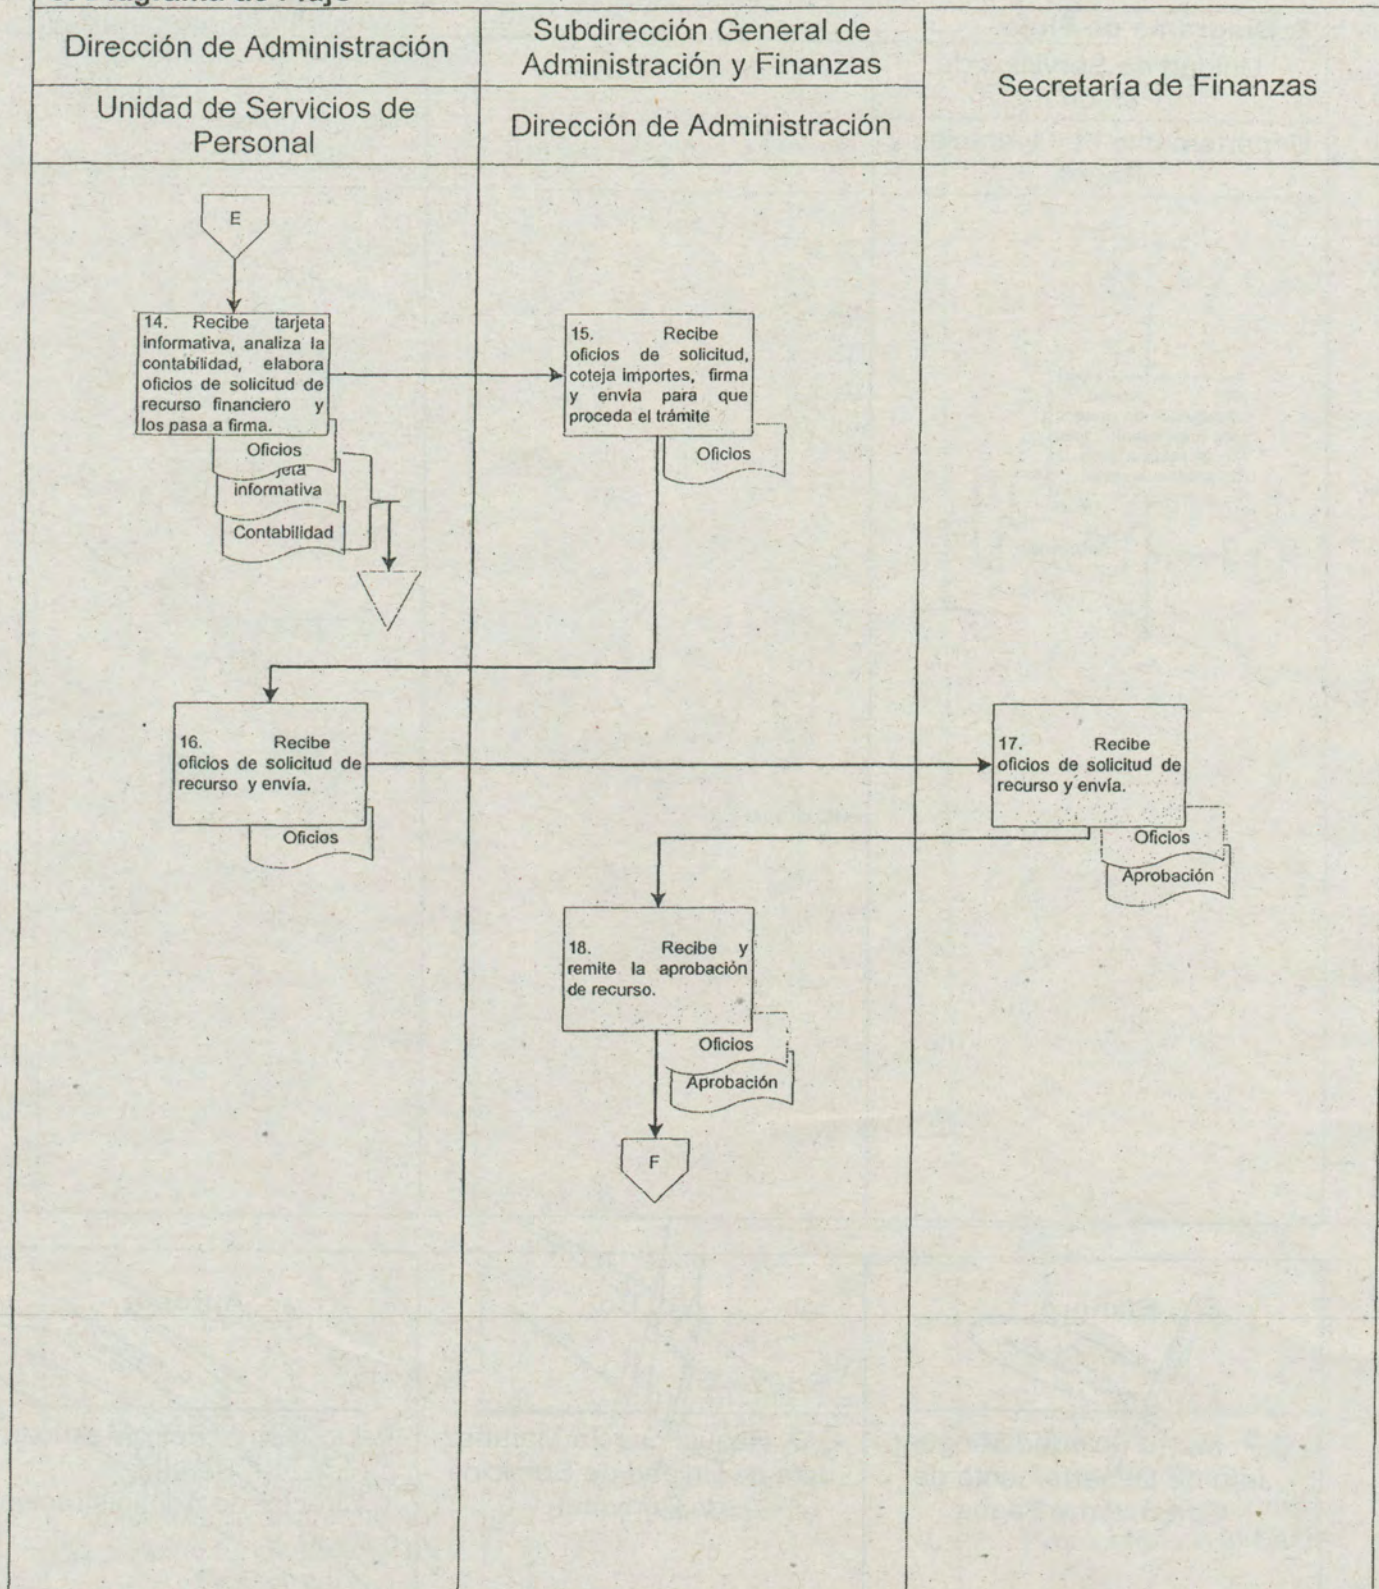 Dirección de Administración
Subdirección General de
Administración y Finanzas
Secretaría de Finanzas
Unidad de Servicios de
Personal
Dirección de Administración
E
14. Recibe tarjeta
informativa, analiza la
contabilidad, elabora
oficios de solicitud de
recurso financiero y
los pasa a firma.
Oficios
informativa
Contabilidad
15. Recibe
oficios de solicitud,
coteja importes, firma
y envía para que
proceda el trámite
Oficios
16. Recibe
oficios de solicitud de
recurso y envía.
Oficios
17. Recibe
oficios de solicitud de
recurso y envía.
Oficios
Aprobación
18. Recibe y
remite la aprobación
de recurso.
Oficios
Aprobación
F